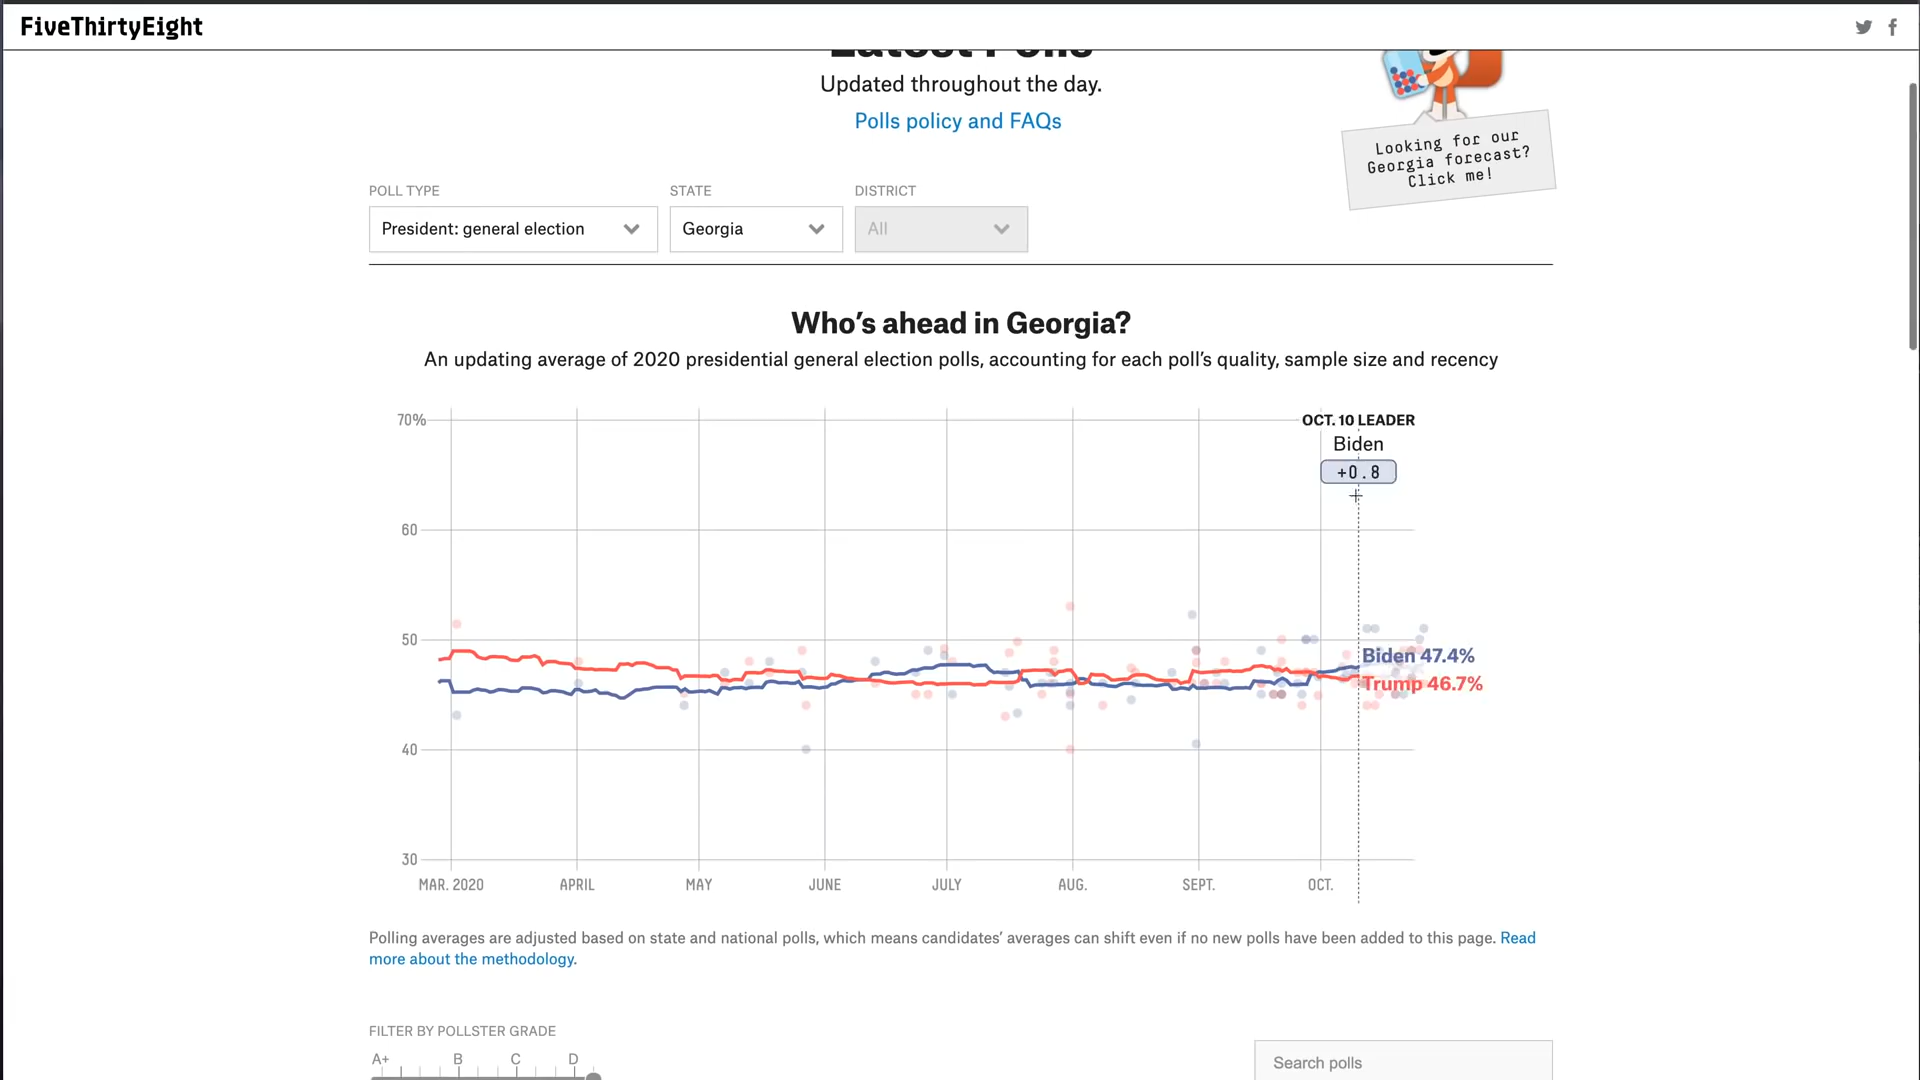 FiveThirtyEight
Latest Polls
Updated throughout the day.
Polls policy and FAQs
Looking for our
Georgia forecast?
Click me!
POLL TYPE
STATE
DISTRICT
President: general election
Georgia
All
Who's ahead in Georgia?
An updating average of 2020 presidential general election polls, accounting for each poll's quality, sample size and recency
70%
OCT. 10 LEADER
Biden
+0.8
60
50
Biden 47.4%
Trump 46.7%
40
30
MAR. 2020
APRIL
MAY
JUNE
JULY
AUG.
SEPT.
OCT.
Polling averages are adjusted based on state and national polls, which means candidates' averages can shift even if no new polls have been added to this page. Read
more about the methodology.
FILTER BY POLLSTER GRADE
A+
B
C
D
Search polls